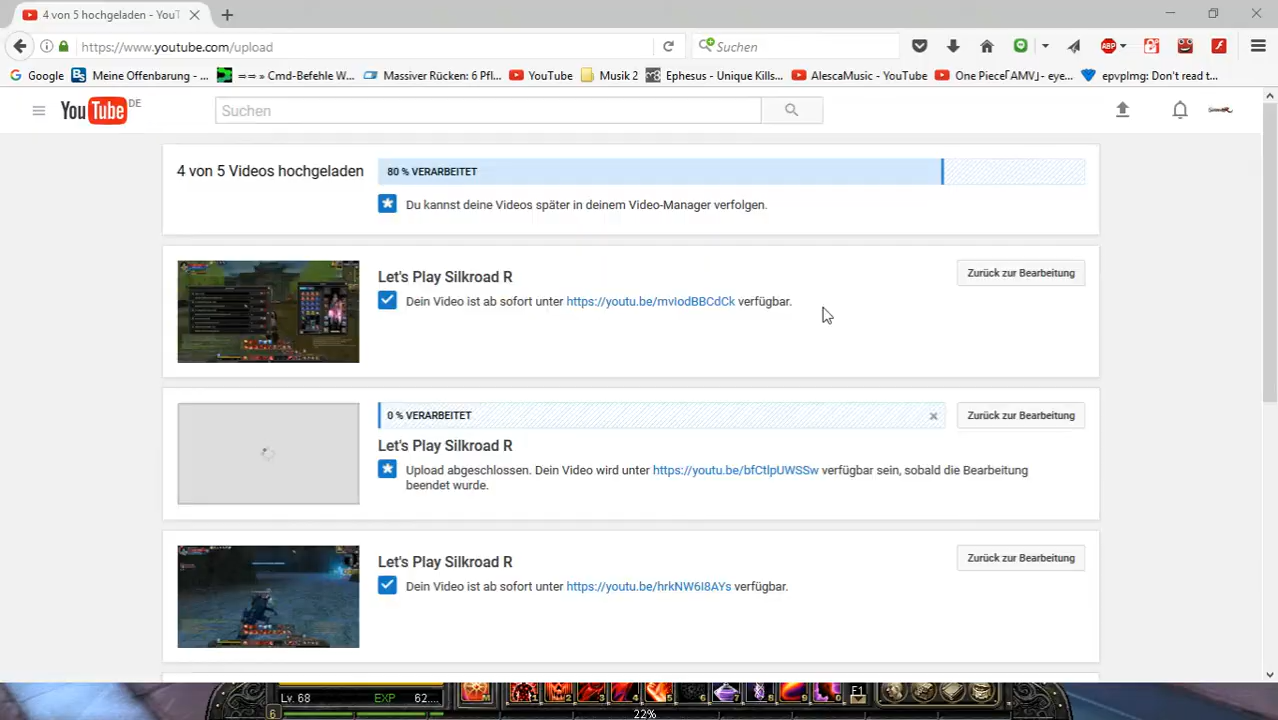 4 von 5 hochgeladen - YouT
https://www.youtube.com/upload
Suchen
Google Meine Offenbarung - ... == » Cmd-Befehle W... Massiver Rücken: 6 Pfl... YouTube Musik 2 Ephesus - Unique Kills... AlescaMusic - YouTube One Piece「AMV」- eye... epvpImg: Don't read t...
YouTube DE
Suchen
4 von 5 Videos hochgeladen
80 % VERARBEITET
Du kannst deine Videos später in deinem Video-Manager verfolgen.
Let's Play Silkroad R
Zurück zur Bearbeitung
Dein Video ist ab sofort unter https://youtu.be/mvIodBBCdCk verfügbar.
0 % VERARBEITET
Zurück zur Bearbeitung
Let's Play Silkroad R
Upload abgeschlossen. Dein Video wird unter https://youtu.be/bfCtlpUWSSw verfügbar sein, sobald die Bearbeitung
beendet wurde.
Let's Play Silkroad R
Zurück zur Bearbeitung
Dein Video ist ab sofort unter https://youtu.be/hrkNW6I8AYs verfügbar.
Lv. 68 EXP 62.... F1
6 22%